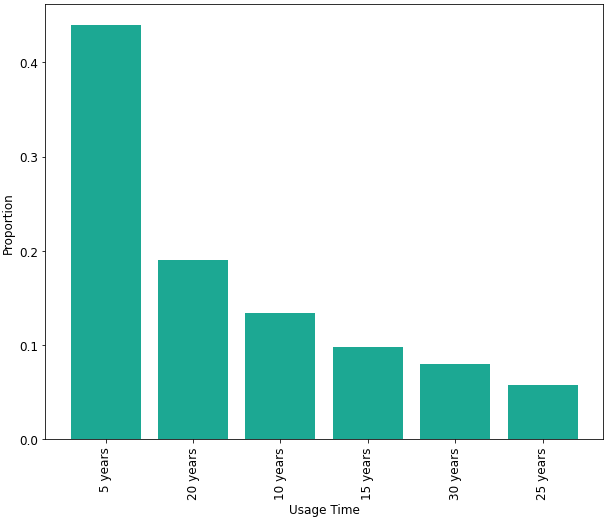 Proportion
0.4
0.3
0.2
0.1
0.0
5 years
20 years
10 years
15 years
30 years
25 years
Usage Time